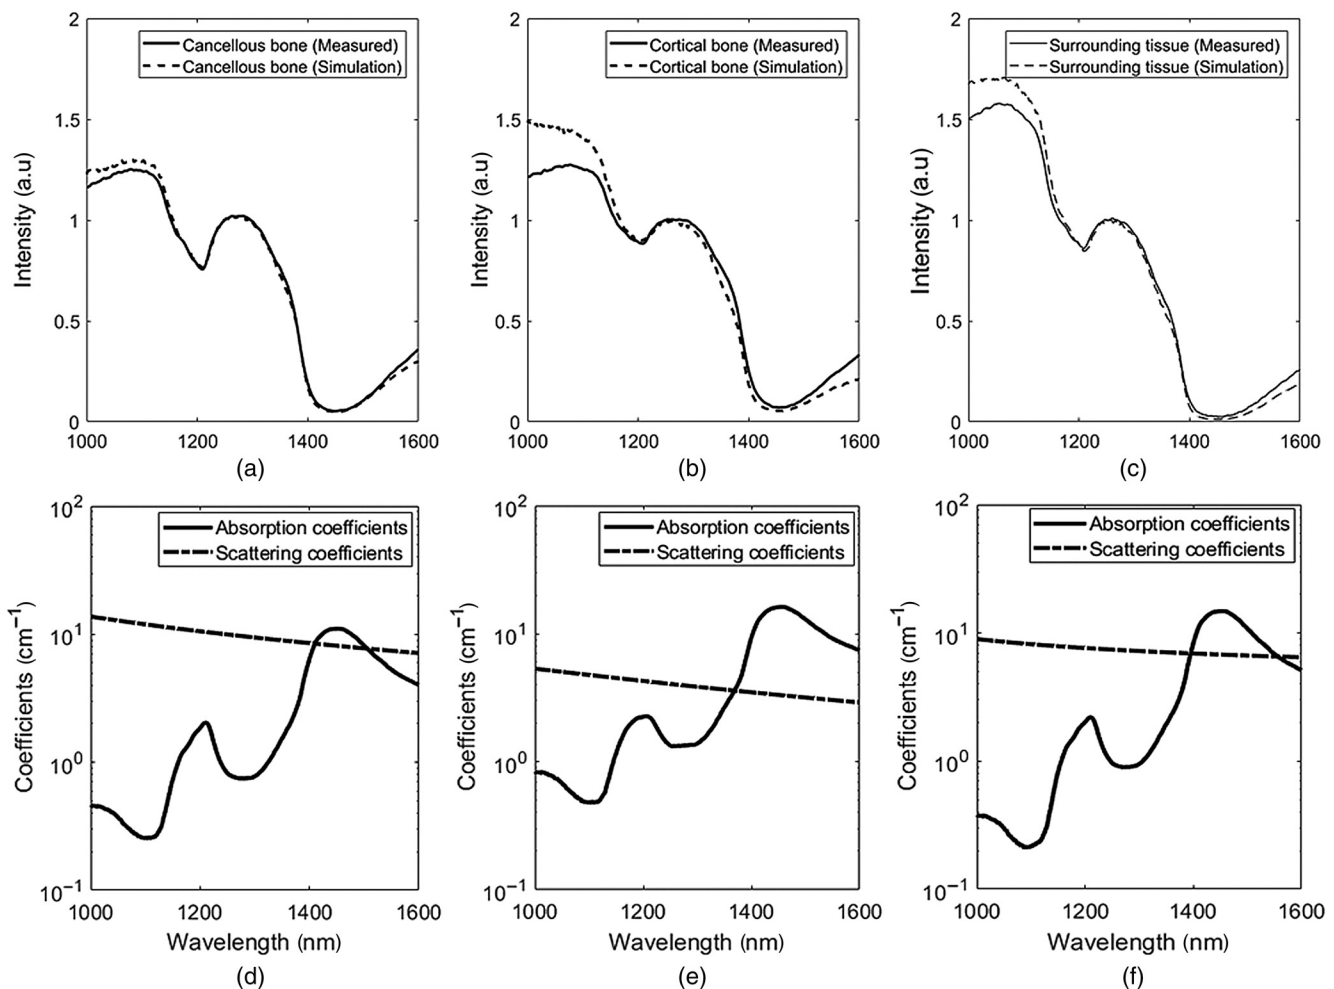 2
1.5
1
0.5
0
Intensity (a.u)
Cancellous bone (Measured)
Cancellous bone (Simulation)
1000 1200 1400 1600
(a)
2
1.5
1
0.5
0
Intensity (a.u)
Cortical bone (Measured)
Cortical bone (Simulation)
1000 1200 1400 1600
(b)
2
1.5
1
0.5
0
Intensity (a.u)
Surrounding tissue (Measured)
Surrounding tissue (Simulation)
1000 1200 1400 1600
(c)
10²
10¹
10⁰
10⁻¹
Coefficients (cm⁻¹)
Absorption coefficients
Scattering coefficients
1000 1200 1400 1600
Wavelength (nm)
(d)
10²
10¹
10⁰
10⁻¹
Coefficients (cm⁻¹)
Absorption coefficients
Scattering coefficients
1000 1200 1400 1600
Wavelength (nm)
(e)
10²
10¹
10⁰
10⁻¹
Coefficients (cm⁻¹)
Absorption coefficients
Scattering coefficients
1000 1200 1400 1600
Wavelength (nm)
(f)